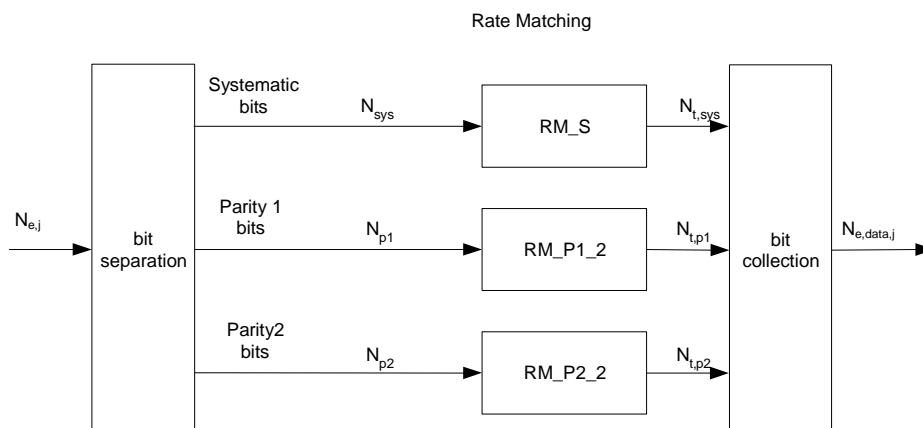 Rate Matching
Systematic
bits
N_sys
RM_S
N_t,sys
N_e,j
bit
separation
Parity 1
bits
N_p1
RM_P1_2
N_t,p1
bit
collection
N_e,data,j
Parity2
bits
N_p2
RM_P2_2
N_t,p2